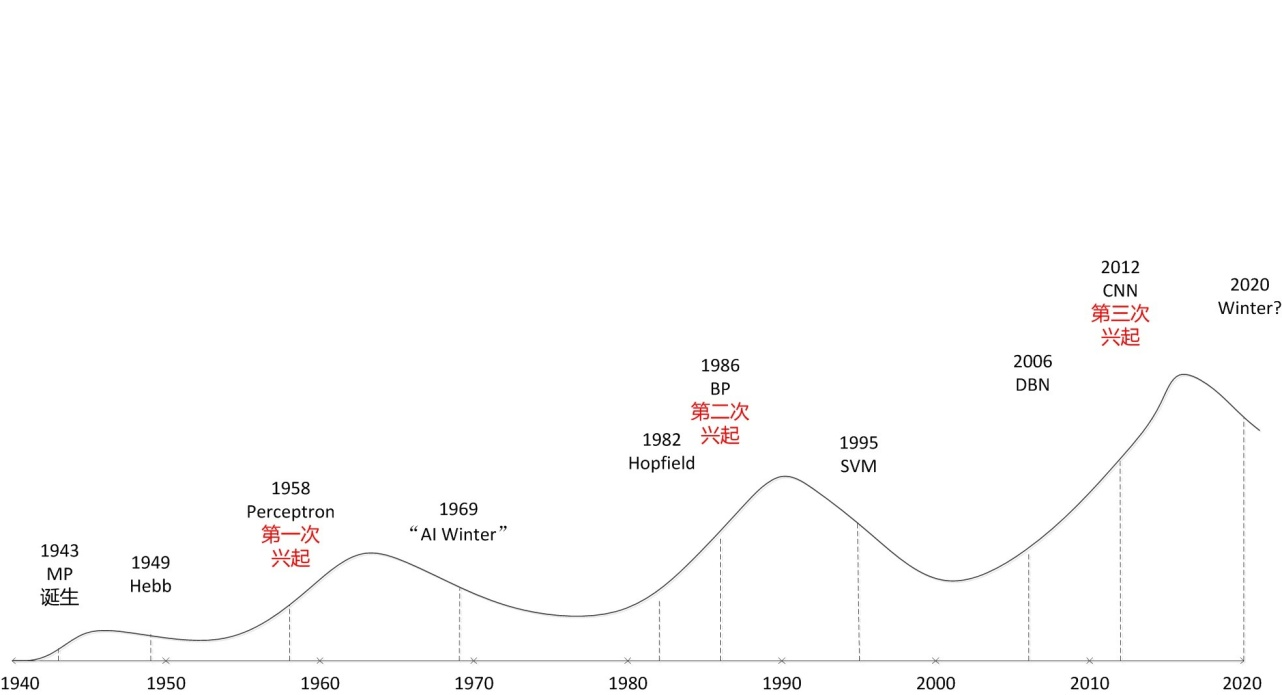 1943
MP
诞生
1949
Hebb
1958
Perceptron
第一次
兴起
1969
“AI Winter”
1982
Hopfield
1986
BP
第二次
兴起
1995
SVM
2006
DBN
2012
CNN
第三次
兴起
2020
Winter?
1940 1950 1960 1970 1980 1990 2000 2010 2020